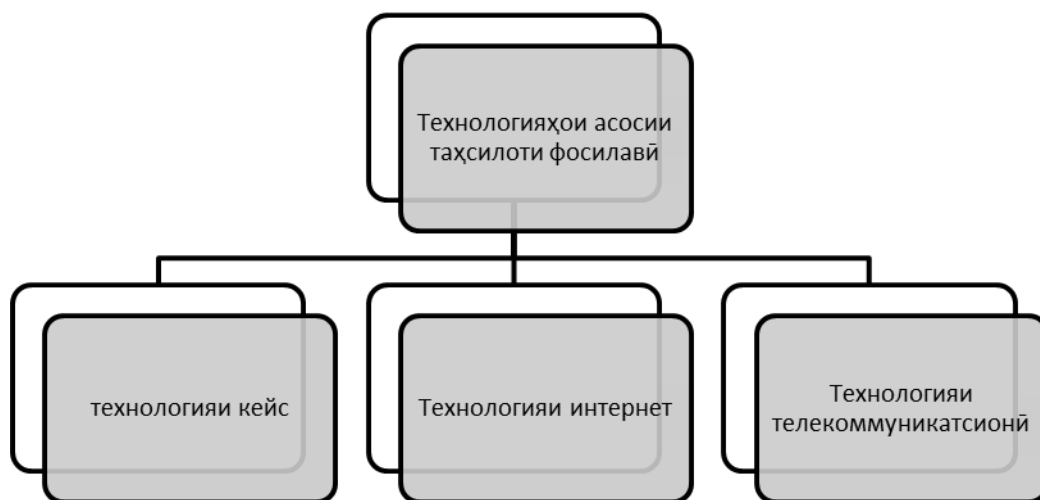 Технологияҳои асосии
таҳсилоти фосилавӣ
технологияи кейс
Технологияи интернет
Технологияи
телекоммуникатсионӣ